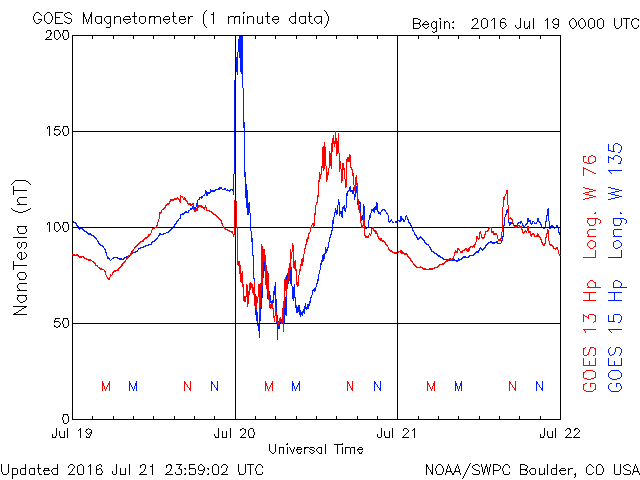 GOES Magnetometer (1 minute data)
Begin: 2016 Jul 19 0000 UTC
200
150
100
50
0
NanoTesla (nT)
M M N N M M N N M M N N
Jul 19 Jul 20 Jul 21 Jul 22
Universal Time
GOES 13 Hp Long. W 76
GOES 15 Hp Long. W 135
Updated 2016 Jul 21 23:59:02 UTC
NOAA/SWPC Boulder, CO USA